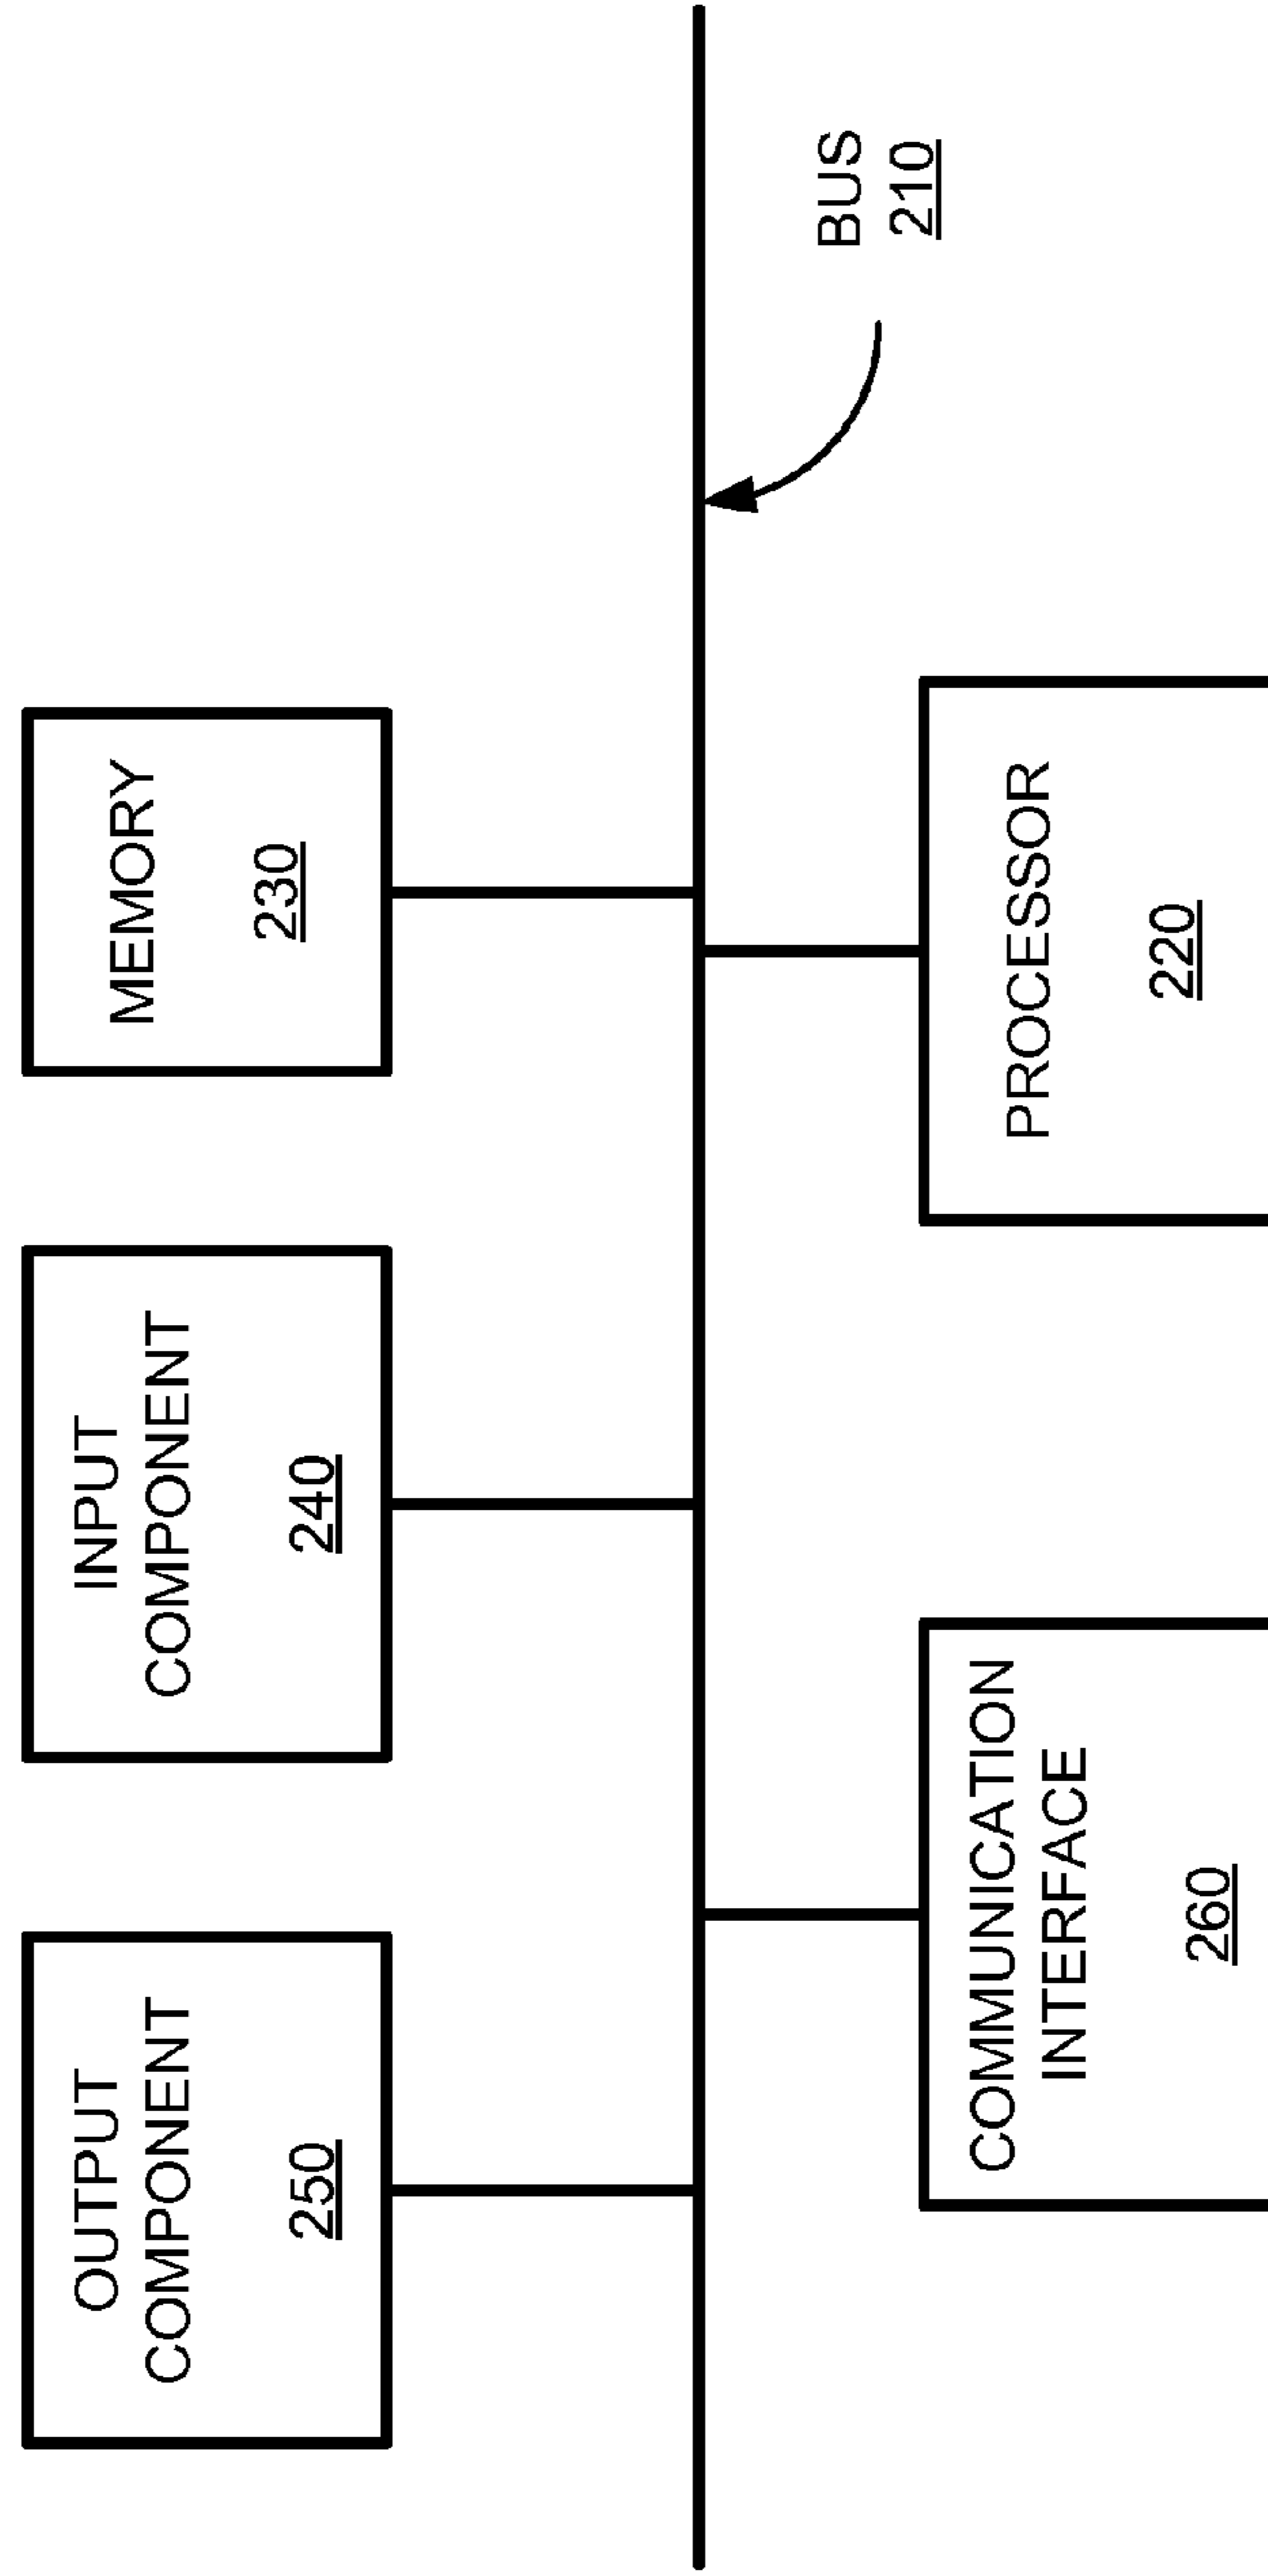 OUTPUT
COMPONENT
250
INPUT
COMPONENT
240
MEMORY
230
BUS
210
COMMUNICATION
INTERFACE
260
PROCESSOR
220